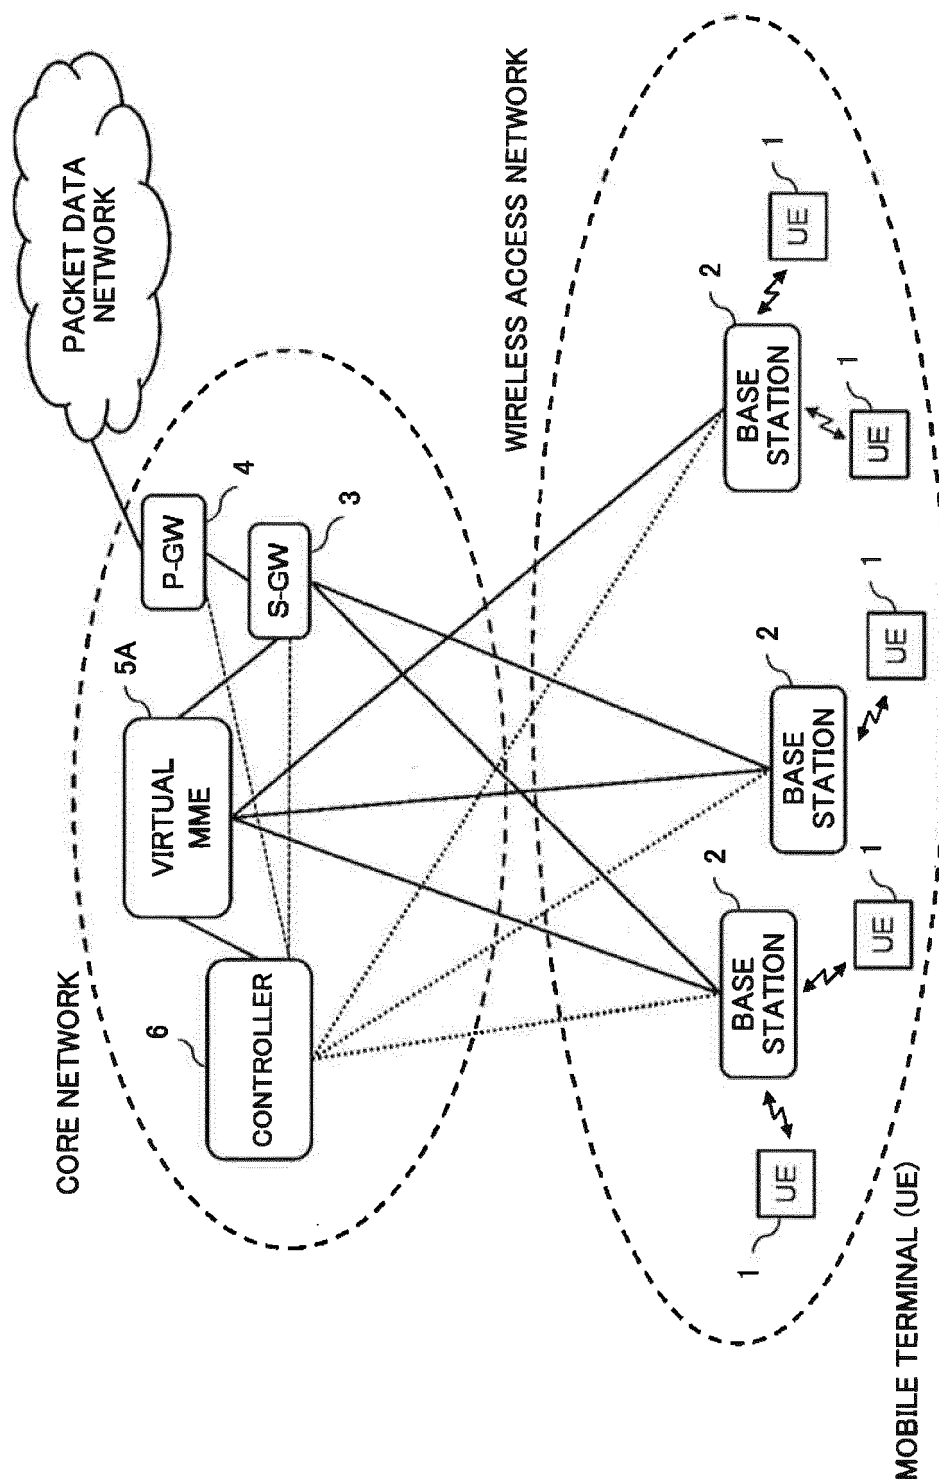 PACKET DATA
NETWORK
CORE NETWORK
6
CONTROLLER
5A
VIRTUAL
MME
4
P-GW
3
S-GW
WIRELESS ACCESS NETWORK
2
BASE
STATION
2
BASE
STATION
2
BASE
STATION
1
UE
1
UE
1
UE
1
UE
1
UE
MOBILE TERMINAL (UE)